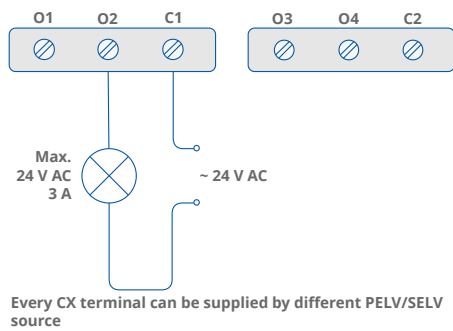 O1 O2 C1 O3 O4 C2
Max.
24 V AC
3 A
~ 24 V AC
Every CX terminal can be supplied by different PELV/SELV
source